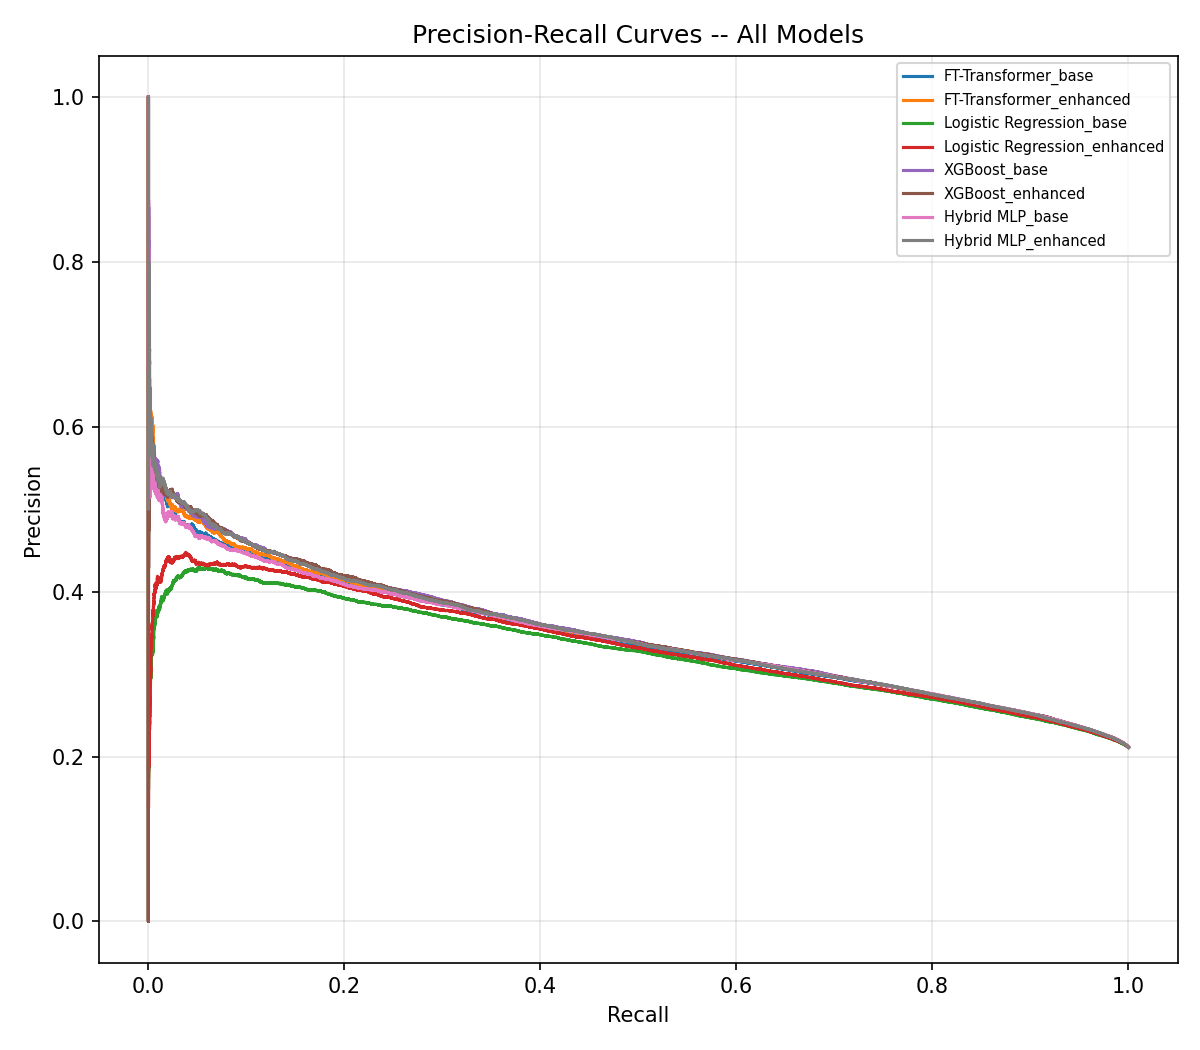 Precision-Recall Curves -- All Models
FT-Transformer_base
FT-Transformer_enhanced
Logistic Regression_base
Logistic Regression_enhanced
XGBoost_base
XGBoost_enhanced
Hybrid MLP_base
Hybrid MLP_enhanced
Precision
1.0
0.8
0.6
0.4
0.2
0.0
0.0 0.2 0.4 0.6 0.8 1.0
Recall